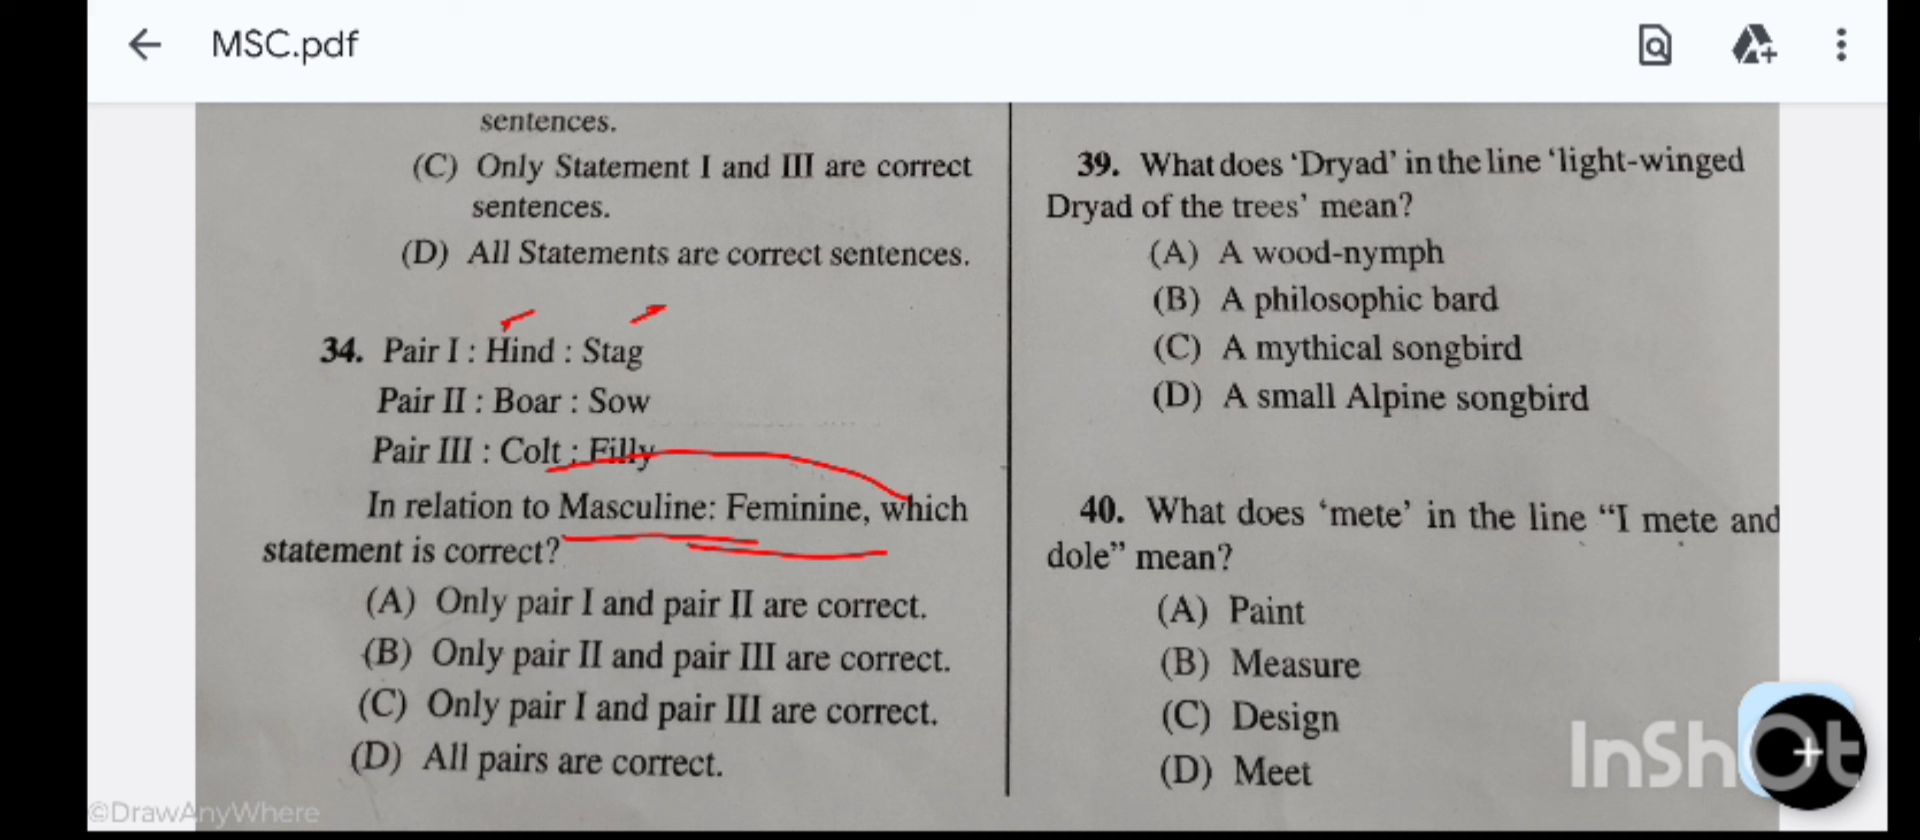 MSC.pdf
sentences.
(C) Only Statement I and III are correct
sentences.
(D) All Statements are correct sentences.
34. Pair I : Hind : Stag
Pair II : Boar : Sow
Pair III : Colt : Filly
In relation to Masculine: Feminine, which
statement is correct?
(A) Only pair I and pair II are correct.
(B) Only pair II and pair III are correct.
(C) Only pair I and pair III are correct.
(D) All pairs are correct.
39. What does ‘Dryad’ in the line ‘light-winged
Dryad of the trees’ mean?
(A) A wood-nymph
(B) A philosophic bard
(C) A mythical songbird
(D) A small Alpine songbird
40. What does ‘mete’ in the line “I mete and
dole” mean?
(A) Paint
(B) Measure
(C) Design
(D) Meet
InShOt
©DrawAnyWhere